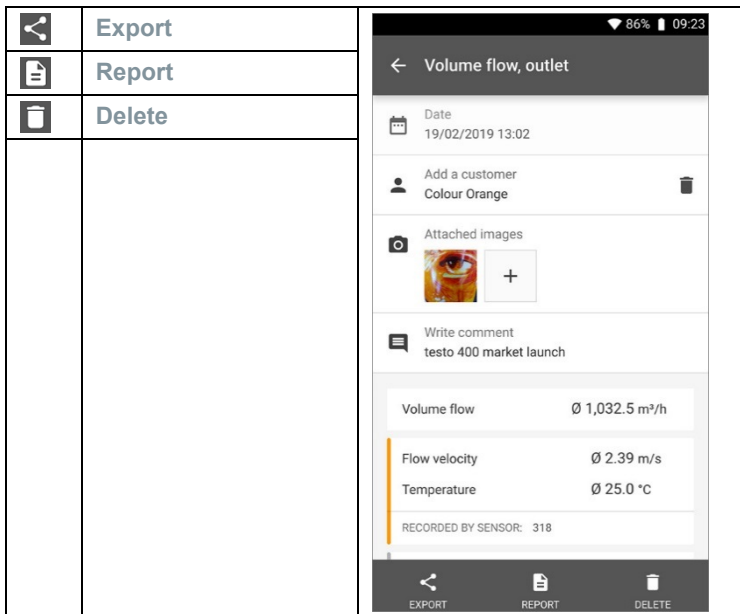 Export
Report
Delete
86% 09:23
Volume flow, outlet
Date
19/02/2019 13:02
Add a customer
Colour Orange
Attached images
+
Write comment
testo 400 market launch
Volume flow Ø 1,032.5 m³/h
Flow velocity Ø 2.39 m/s
Temperature Ø 25.0 °C
RECORDED BY SENSOR: 318
EXPORT REPORT DELETE